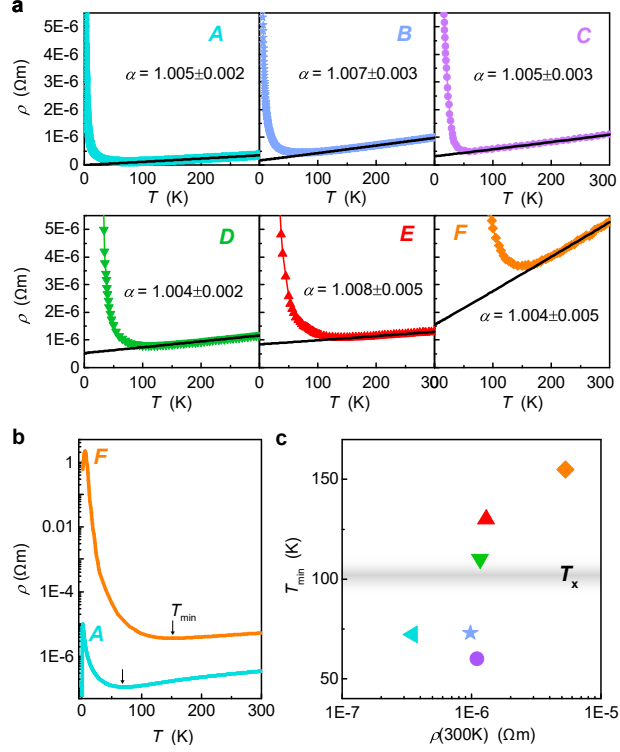 a
A
B
C
α = 1.005±0.002
α = 1.007±0.003
α = 1.005±0.003
ρ (Ωm)
5E-6
4E-6
3E-6
2E-6
1E-6
0
0 100 200 0 100 200 0 100 200 300
T (K) T (K) T (K)
D
E
F
α = 1.004±0.002
α = 1.008±0.005
α = 1.004±0.005
ρ (Ωm)
5E-6
4E-6
3E-6
2E-6
1E-6
0
0 100 200 0 100 200 300 0 100 200 300
T (K) T (K) T (K)
b
F
A
T min
ρ (Ωm)
1
0.01
1E-4
1E-6
0 100 200 300
T (K)
c
T min (K)
150
100
50
T x
1E-7 1E-6 1E-5
ρ(300K) (Ωm)